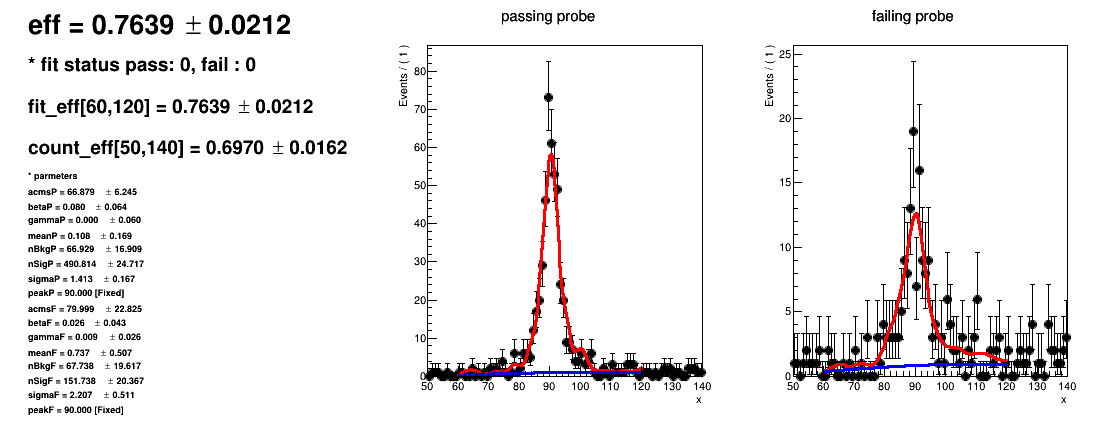 eff = 0.7639 ± 0.0212
* fit status pass: 0, fail : 0
fit_eff[60,120] = 0.7639 ± 0.0212
count_eff[50,140] = 0.6970 ± 0.0162
* parmeters
acmsP = 66.879 ± 6.245
betaP = 0.080 ± 0.064
gammaP = 0.000 ± 0.060
meanP = 0.108 ± 0.169
nBkgP = 66.929 ± 16.909
nSigP = 490.814 ± 24.717
sigmaP = 1.413 ± 0.167
peakP = 90.000 [Fixed]
acmsF = 79.999 ± 22.825
betaF = 0.026 ± 0.043
gammaF = 0.009 ± 0.026
meanF = 0.737 ± 0.507
nBkgF = 67.738 ± 19.617
nSigF = 151.738 ± 20.367
sigmaF = 2.207 ± 0.511
peakF = 90.000 [Fixed]
passing probe
Events / ( 1 )
80
70
60
50
40
30
20
10
0
50 60 70 80 90 100 110 120 130 140
x
failing probe
Events / ( 1 )
25
20
15
10
5
0
50 60 70 80 90 100 110 120 130 140
x